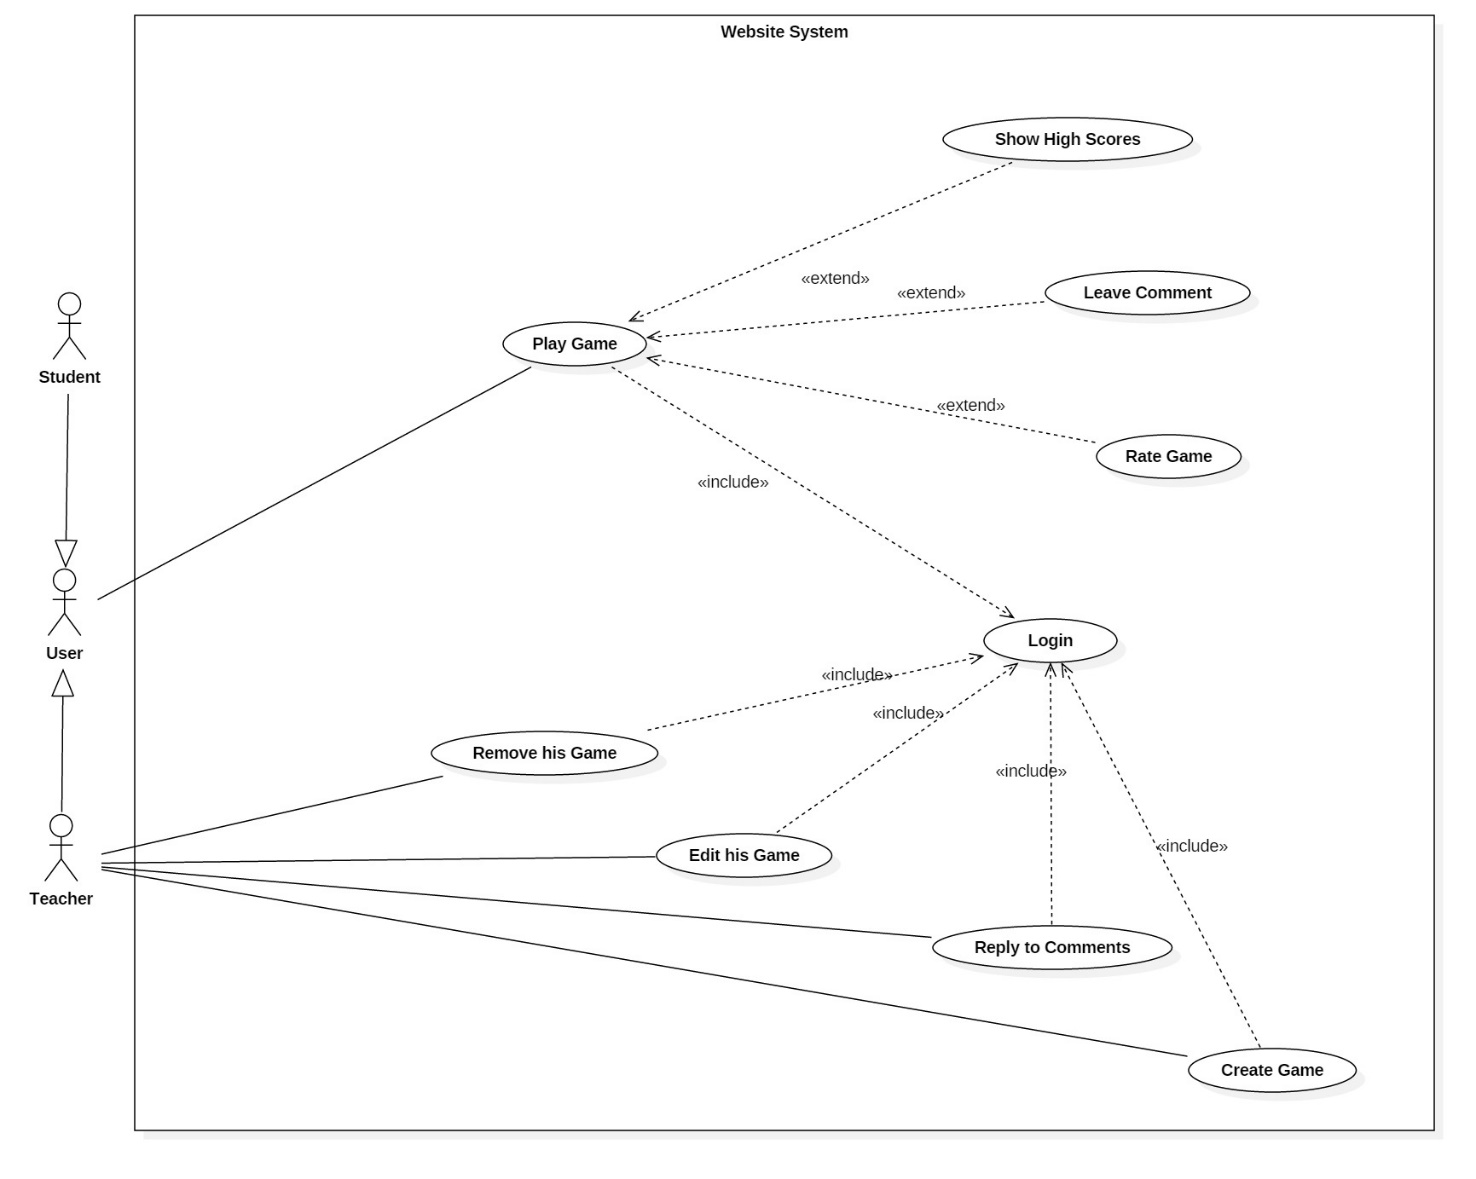 Website System
Show High Scores
«extend»
«extend»
Leave Comment
Play Game
Student
«extend»
Rate Game
«include»
Login
User
«include»
«include»
Remove his Game
«include»
«include»
Edit his Game
Teacher
Reply to Comments
Create Game